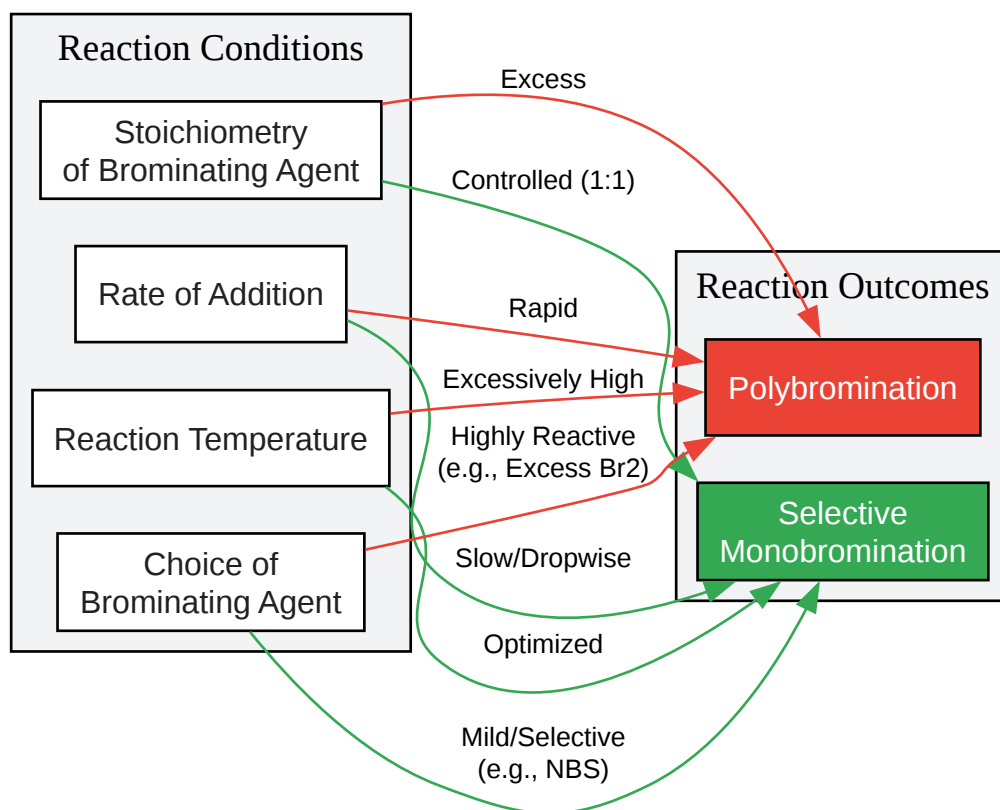 Reaction Conditions
Stoichiometry
of Brominating Agent
Rate of Addition
Reaction Temperature
Choice of
Brominating Agent
Excess
Controlled (1:1)
Rapid
Excessively High
Highly Reactive
(e.g., Excess Br2)
Slow/Dropwise
Optimized
Mild/Selective
(e.g., NBS)
Reaction Outcomes
Polybromination
Selective
Monobromination